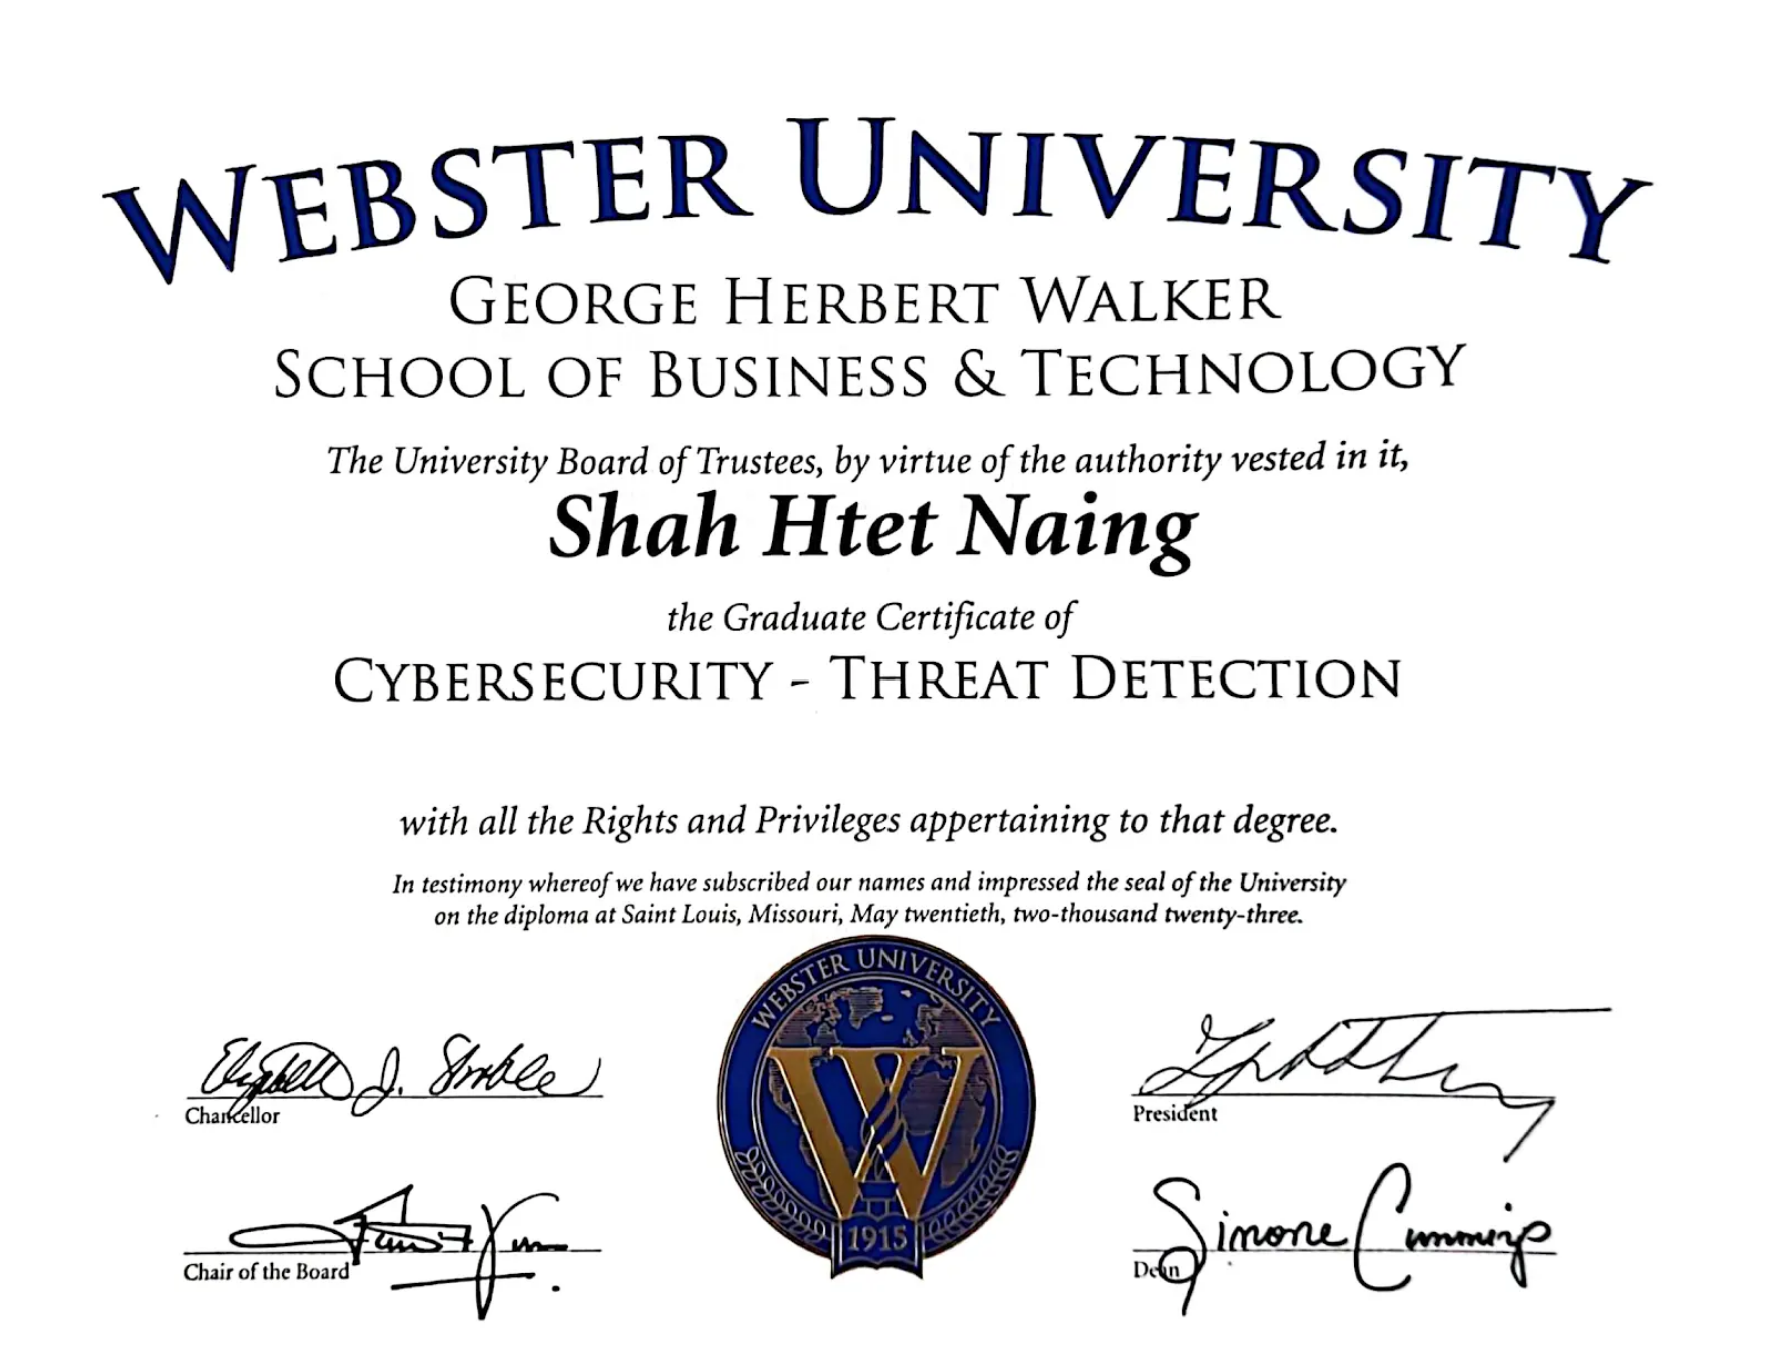 WEBSTER UNIVERSITY
GEORGE HERBERT WALKER
SCHOOL OF BUSINESS & TECHNOLOGY
The University Board of Trustees, by virtue of the authority vested in it,
Shah Htet Naing
the Graduate Certificate of
CYBERSECURITY - THREAT DETECTION
with all the Rights and Privileges appertaining to that degree.
In testimony whereof we have subscribed our names and impressed the seal of the University
on the diploma at Saint Louis, Missouri, May twentieth, two-thousand twenty-three.
WEBSTER UNIVERSITY
W
1915
Elizabeth J. Stroble
Chancellor
President
Chair of the Board
Simone Cummings
Dean